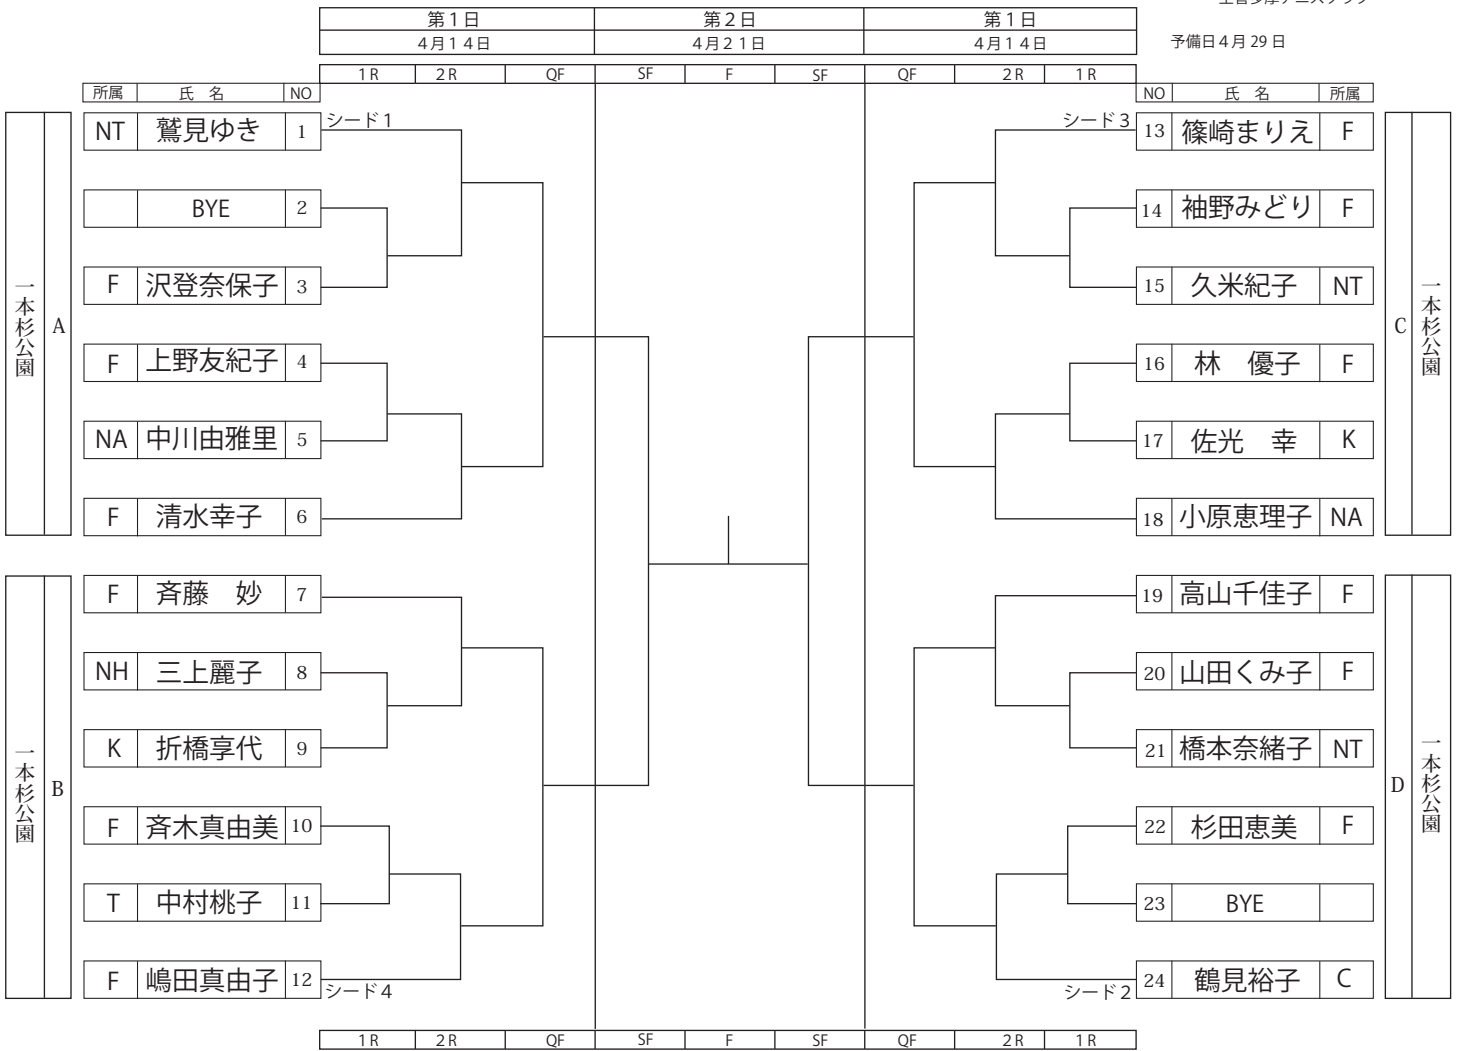 第1日 第2日 第1日
4月14日 4月21日 4月14日
予備日4月29日
1R 2R QF SF F SF QF 2R 1R
所属 氏 名 NO
NO 氏 名 所属
シード1
シード3
NT 鷲見ゆき 1
13 篠崎まりえ F
BYE 2
14 袖野みどり F
F 沢登奈保子 3
15 久米紀子 NT
一本杉公園 A
C 一本杉公園
F 上野友紀子 4
16 林 優子 F
NA 中川由雅里 5
17 佐光 幸 K
F 清水幸子 6
18 小原恵理子 NA
F 斉藤 妙 7
19 高山千佳子 F
NH 三上麗子 8
20 山田くみ子 F
K 折橋享代 9
21 橋本奈緒子 NT
一本杉公園 B
D 一本杉公園
F 斉木真由美 10
22 杉田恵美 F
T 中村桃子 11
23 BYE
F 嶋田真由子 12
24 鶴見裕子 C
シード4
シード2
1R 2R QF SF F SF QF 2R 1R